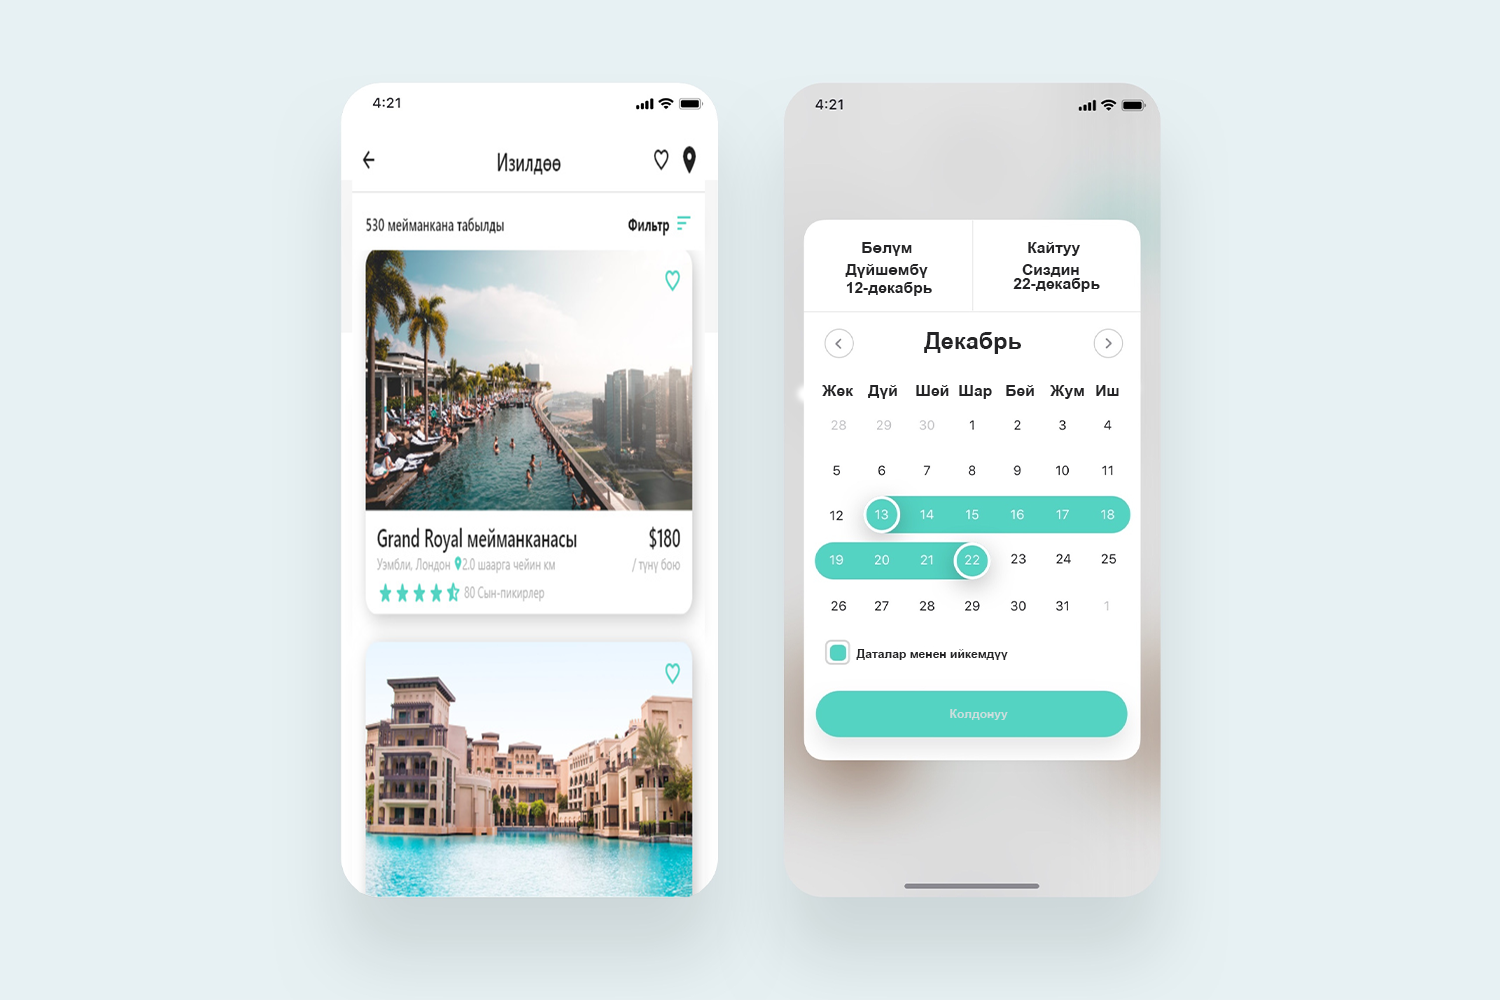 4:21
Изилдөө
530 мейманкана табылды
Фильтр
Grand Royal мейманканасы
$180
Уэмбли, Лондон 2.0 шаарга чейин км
/ түнү бою
80 Сын-пикирлер
4:21
Бөлүм
Дүйшөмбү
12-декабрь
Кайтуу
Сиздин
22-декабрь
Декабрь
Жек Дүй Шей Шар Бей Жум Иш
28 29 30 1 2 3 4
5 6 7 8 9 10 11
12 13 14 15 16 17 18
19 20 21 22 23 24 25
26 27 28 29 30 31 1
Даталар менен ийкемдүү
Колдонуу